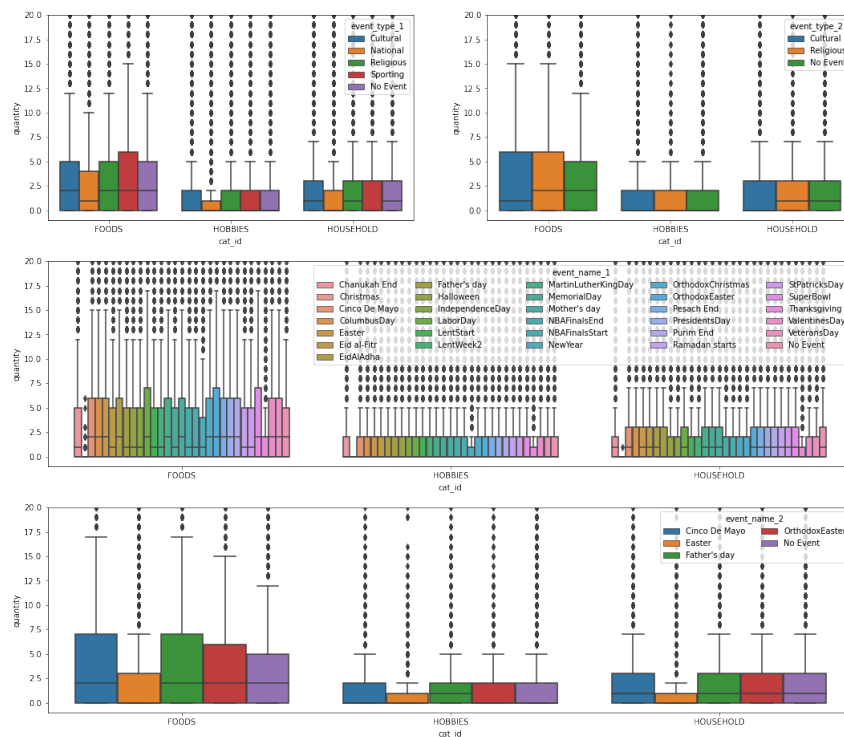 event_type_1
Cultural
National
Religious
Sporting
No Event
20.0
17.5
15.0
12.5
10.0
7.5
5.0
2.5
0.0
quantity
FOODS HOBBIES HOUSEHOLD
cat_id
event_type_2
Cultural
Religious
No Event
20.0
17.5
15.0
12.5
10.0
7.5
5.0
2.5
0.0
quantity
FOODS HOBBIES HOUSEHOLD
cat_id
event_name_1
Chanukah End Father's day MartinLutherKingDay OrthodoxChristmas StPatricksDay
Christmas Halloween MemorialDay OrthodoxEaster SuperBowl
Cinco De Mayo IndependenceDay Mother's day Pesach End Thanksgiving
ColumbusDay LaborDay NBAFinalsEnd PresidentsDay ValentinesDay
Easter LentStart NBAFinalsStart Purim End VeteransDay
Eid al-Fitr LentWeek2 NewYear Ramadan starts No Event
EidAlAdha
20.0
17.5
15.0
12.5
10.0
7.5
5.0
2.5
0.0
quantity
FOODS HOBBIES HOUSEHOLD
cat_id
event_name_2
Cinco De Mayo OrthodoxEaster
Easter No Event
Father's day
20.0
17.5
15.0
12.5
10.0
7.5
5.0
2.5
0.0
quantity
FOODS HOBBIES HOUSEHOLD
cat_id